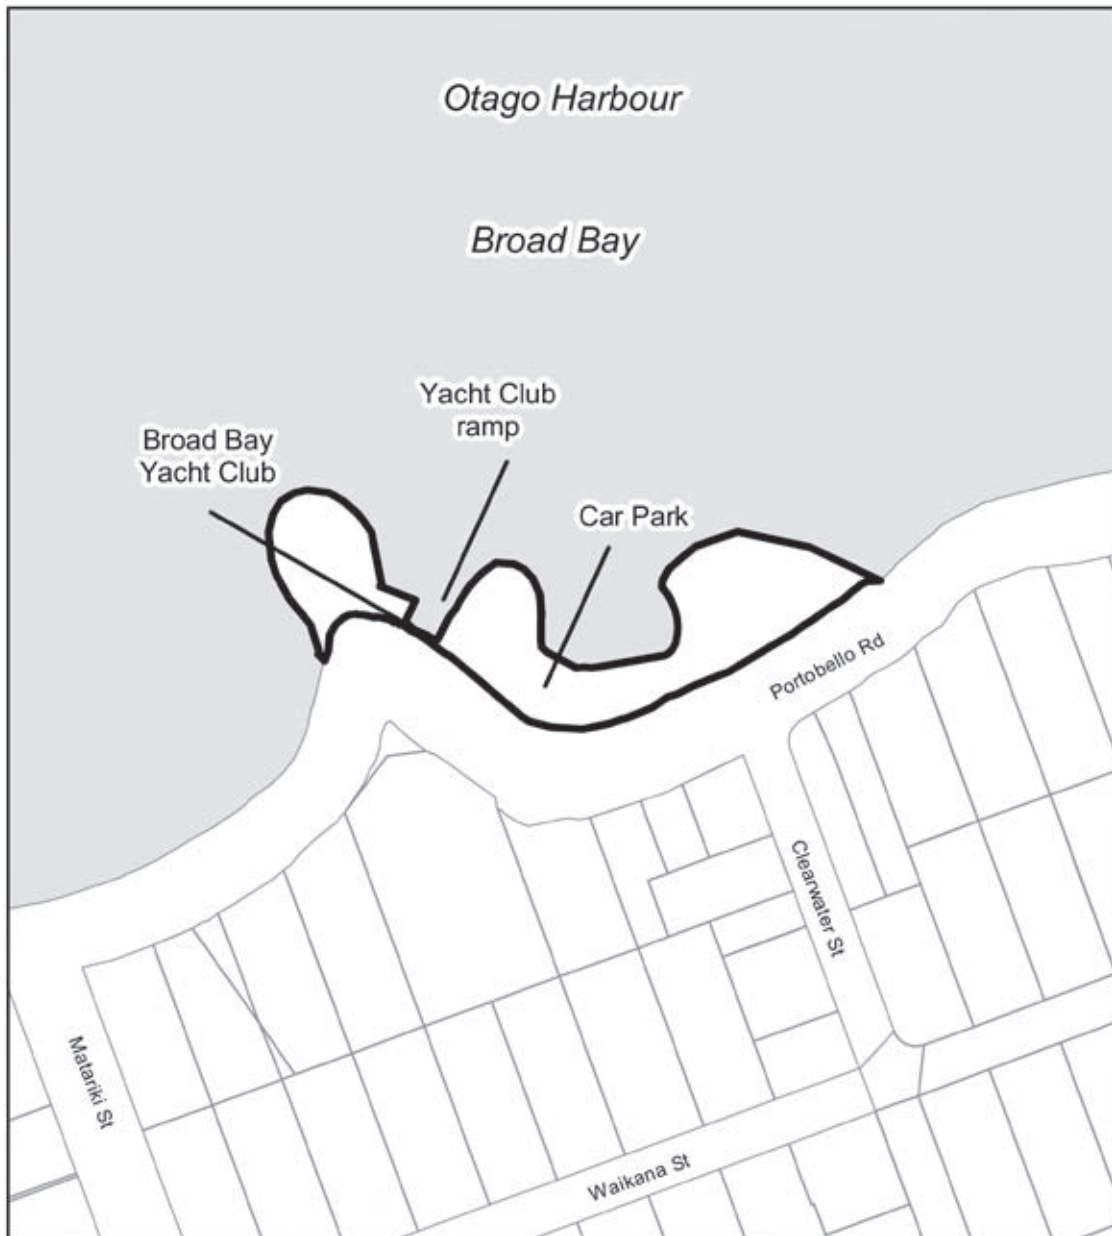 Otago Harbour
Broad Bay
Yacht Club
ramp
Broad Bay
Yacht Club
Car Park
Portobello Rd
Clearwater St
Matariki St
Waikana St